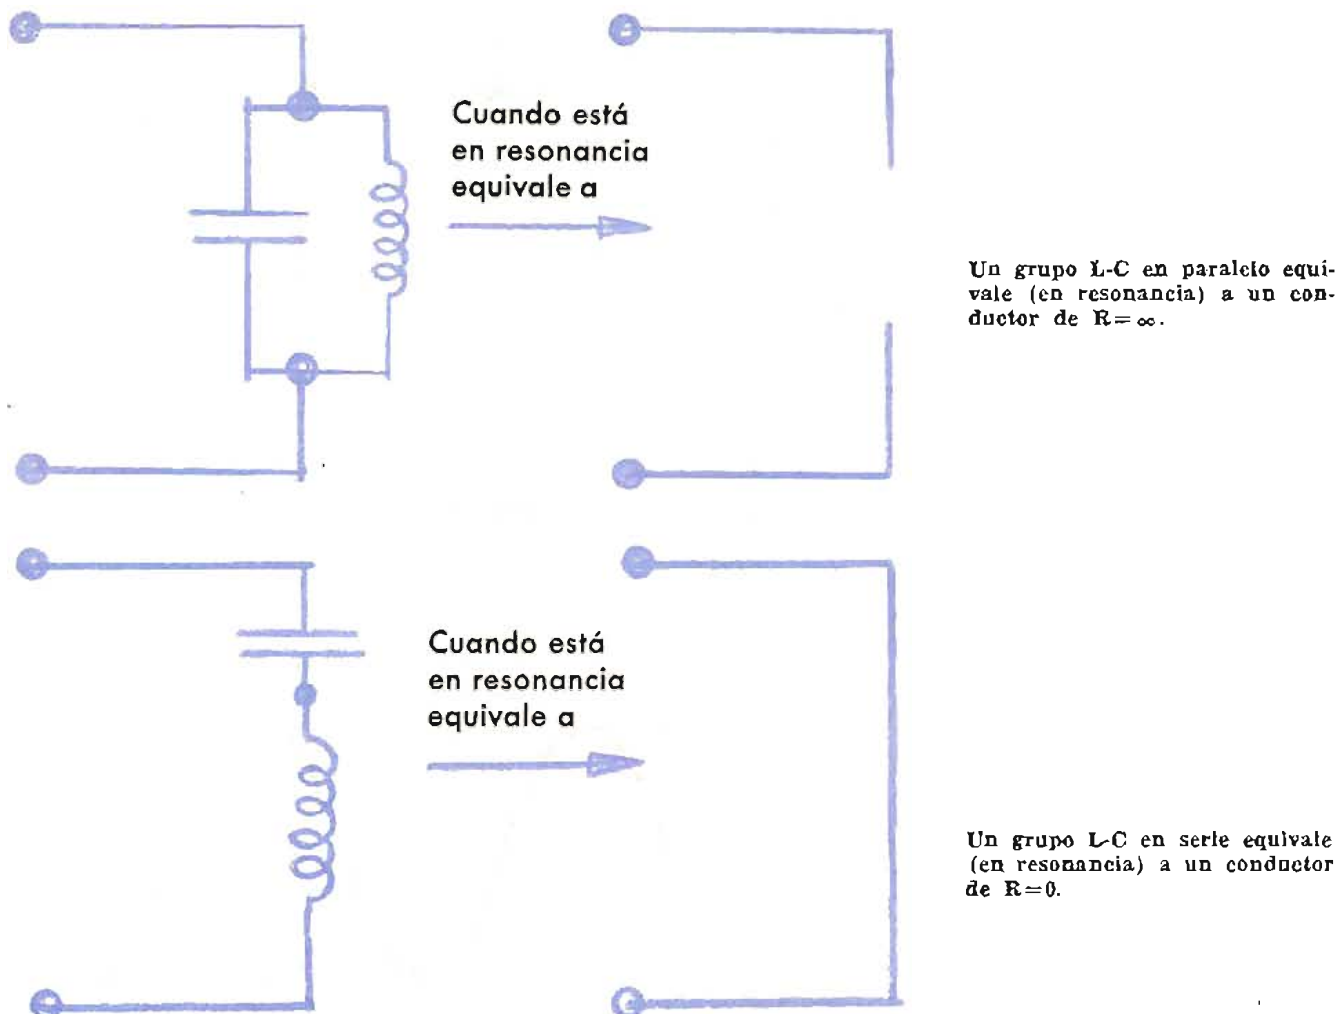 Cuando está
en resonancia
equivale a
Un grupo L-C en paralelo equi-
vale (en resonancia) a un con-
ductor de R=∞.
Cuando está
en resonancia
equivale a
Un grupo L-C en serie equivale
(en resonancia) a un conductor
de R=0.